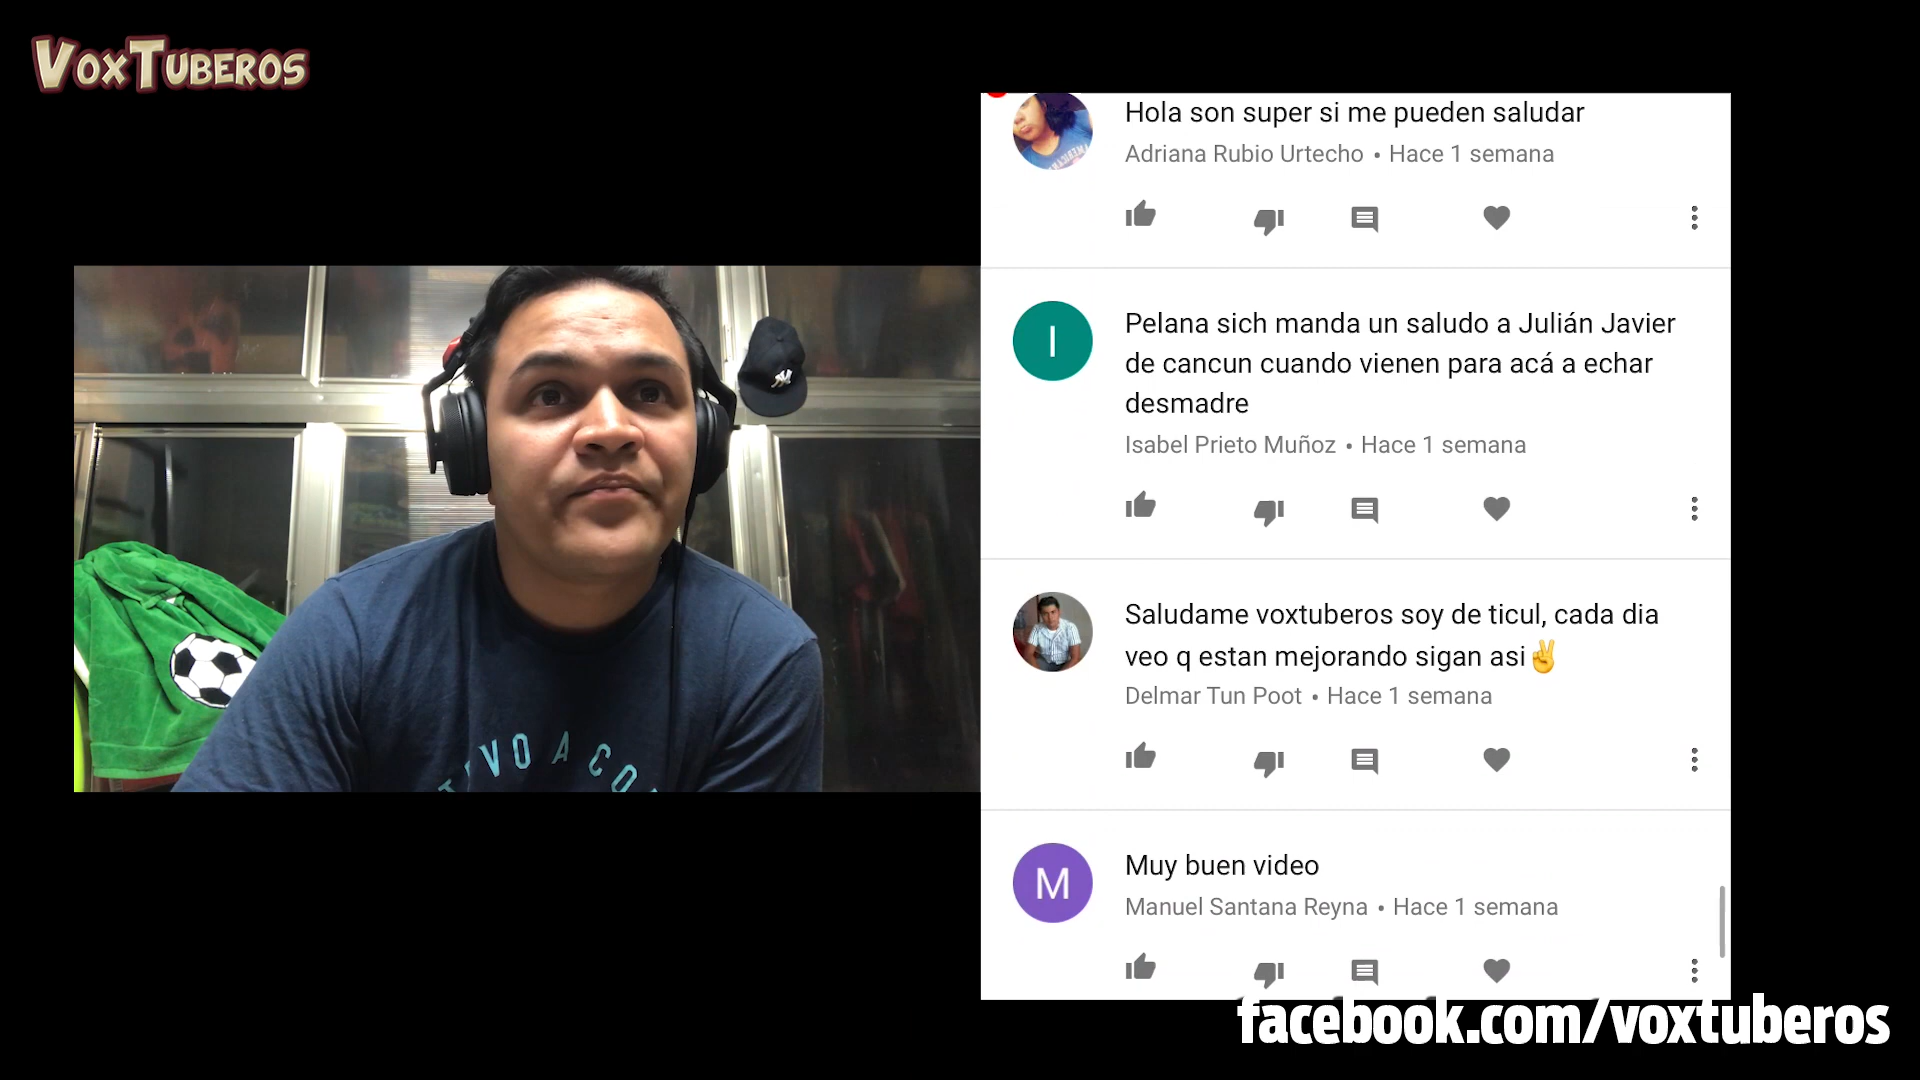 VoxTuberos
Hola son super si me pueden saludar
Adriana Rubio Urtecho • Hace 1 semana
I
Pelana sich manda un saludo a Julián Javier
de cancun cuando vienen para acá a echar
desmadre
Isabel Prieto Muñoz • Hace 1 semana
Saludame voxtuberos soy de ticul, cada dia
veo q estan mejorando sigan asi✌
Delmar Tun Poot • Hace 1 semana
M
Muy buen video
Manuel Santana Reyna • Hace 1 semana
NY
VO A CO
facebook.com/voxtuberos